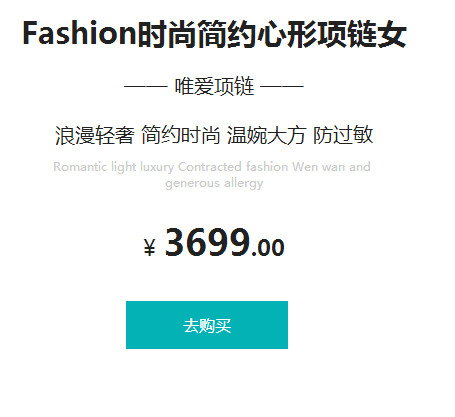 Fashion时尚简约心形项链女
—— 唯爱项链 ——
浪漫轻奢 简约时尚 温婉大方 防过敏
Romantic light luxury Contracted fashion Wen wan and
generous allergy
¥ 3699.00
去购买